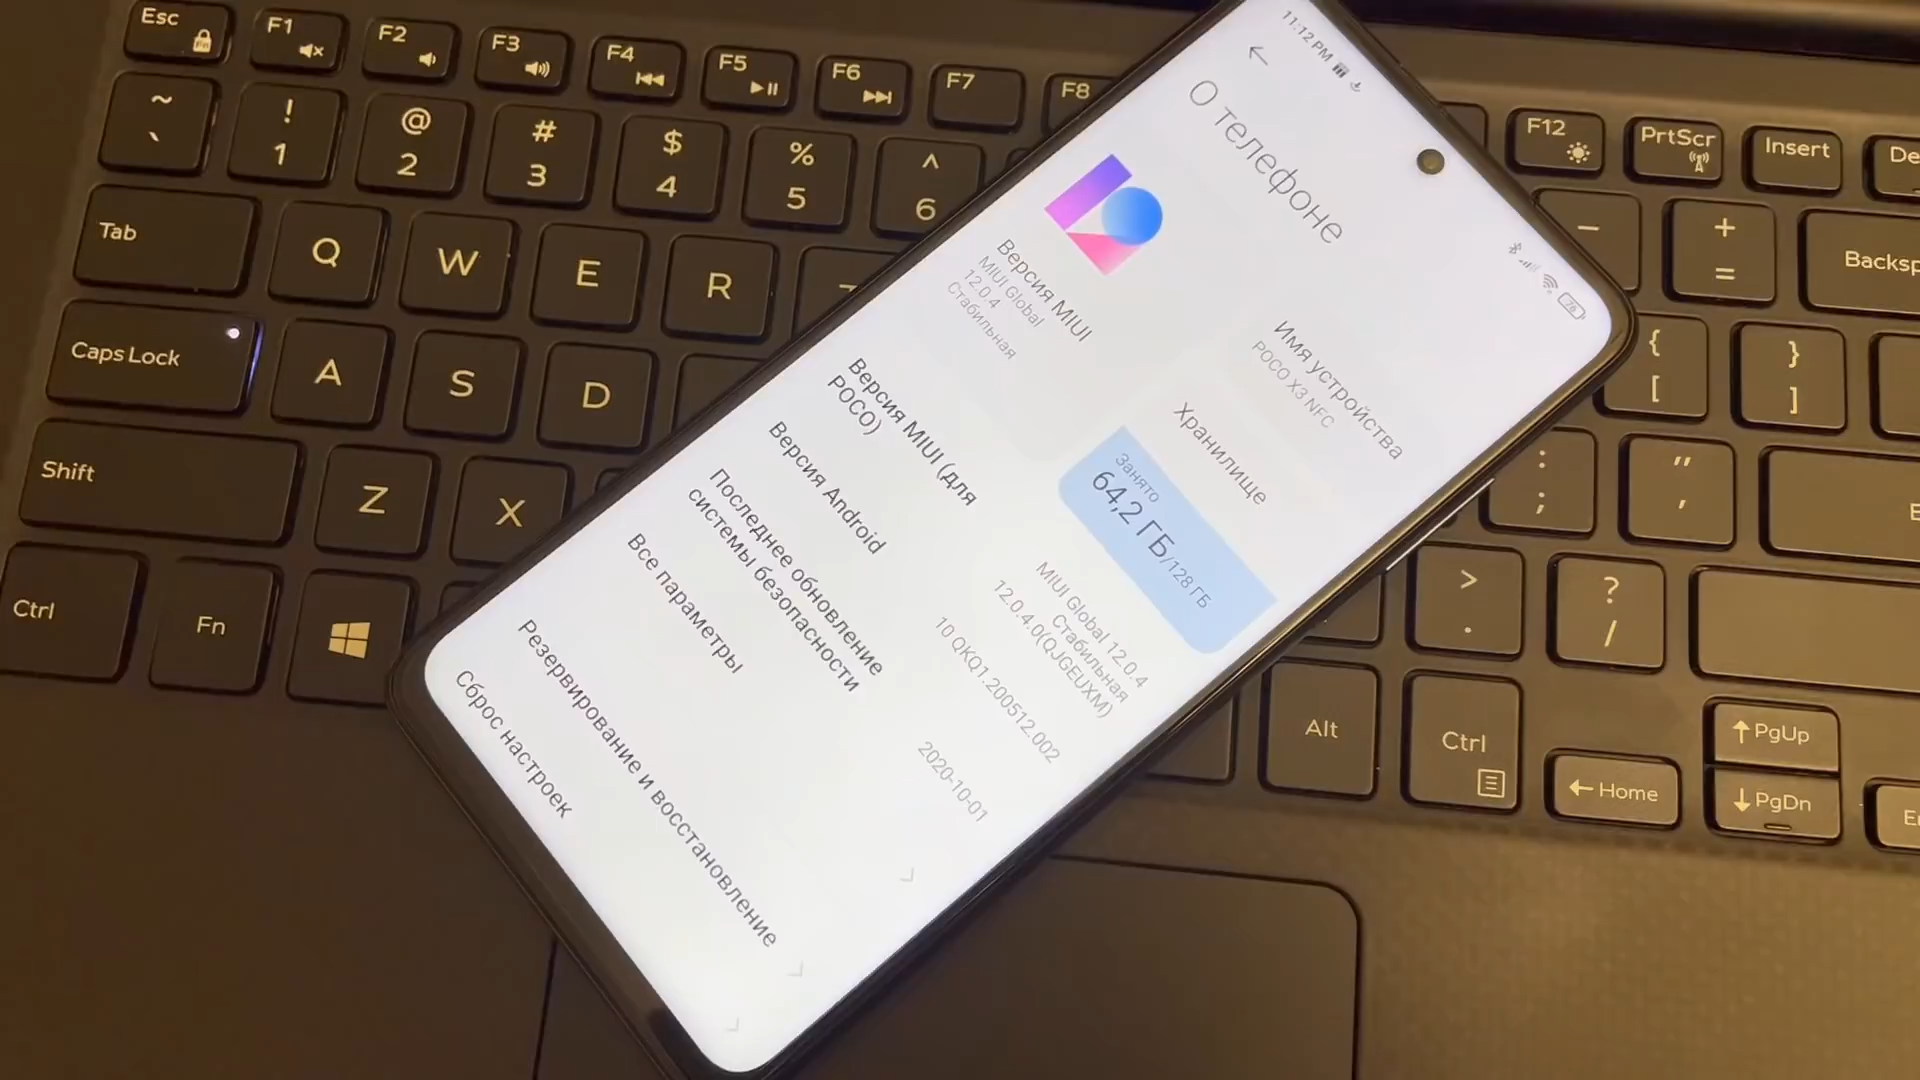 11:12 PM
О телефоне
Версия MIUI
MIUI Global
12.0.4
Стабильная
Имя устройства
POCO X3 NFC
Хранилище
Занято
64,2 ГБ/128 ГБ
Версия MIUI (для
POCO))
MIUI Global 12.0.4
Стабильная
12.0.4.0(QJGEUXM)
Версия Android
10 QKQ1.200512.002
Последнее обновление
системы безопасности
2020-10-01
Все параметры
Резервирование и восстановление
Сброс настроек
Esc
Fn
F1
F2
F3
F4
F5
F6
F7
F8
F12
PrtScr
Insert
De
~
`
!
1
@
2
#
3
$
4
%
5
^
6
-
+
=
Backsp
Tab
Q
W
E
R
{
[
}
]
Caps Lock
A
S
D
:
;
"
'
E
Shift
Z
X
>
.
?
/
Ctrl
Fn
Alt
Ctrl
Home
PgUp
PgDn
En